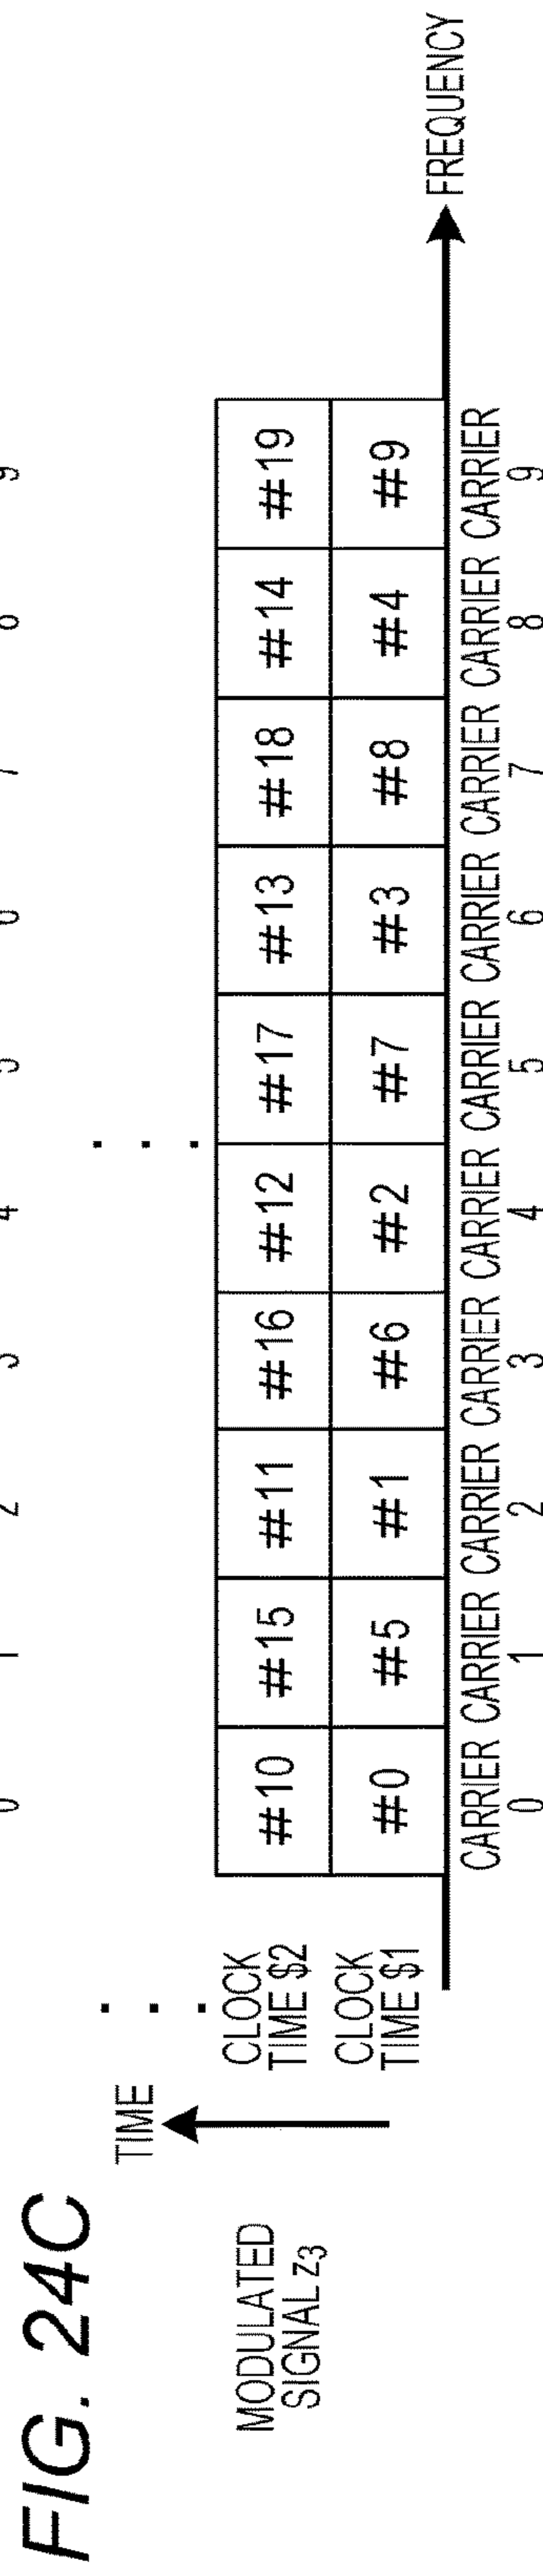 FIG. 24C
TIME
MODULATED
SIGNAL z3
CLOCK
TIME $2
#10 #15 #11 #16 #12 #17 #13 #18 #14 #19
CLOCK
TIME $1
#0 #5 #1 #6 #2 #7 #3 #8 #4 #9
FREQUENCY
CARRIER CARRIER CARRIER CARRIER CARRIER CARRIER CARRIER CARRIER CARRIER CARRIER
0 1 2 3 4 5 6 7 8 9